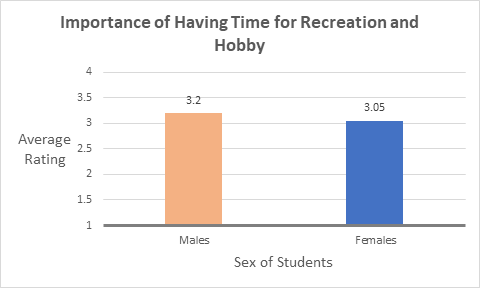 Importance of Having Time for Recreation and
Hobby
4
3.5
3
2.5
2
1.5
1
Average
Rating
3.2
3.05
Males
Females
Sex of Students